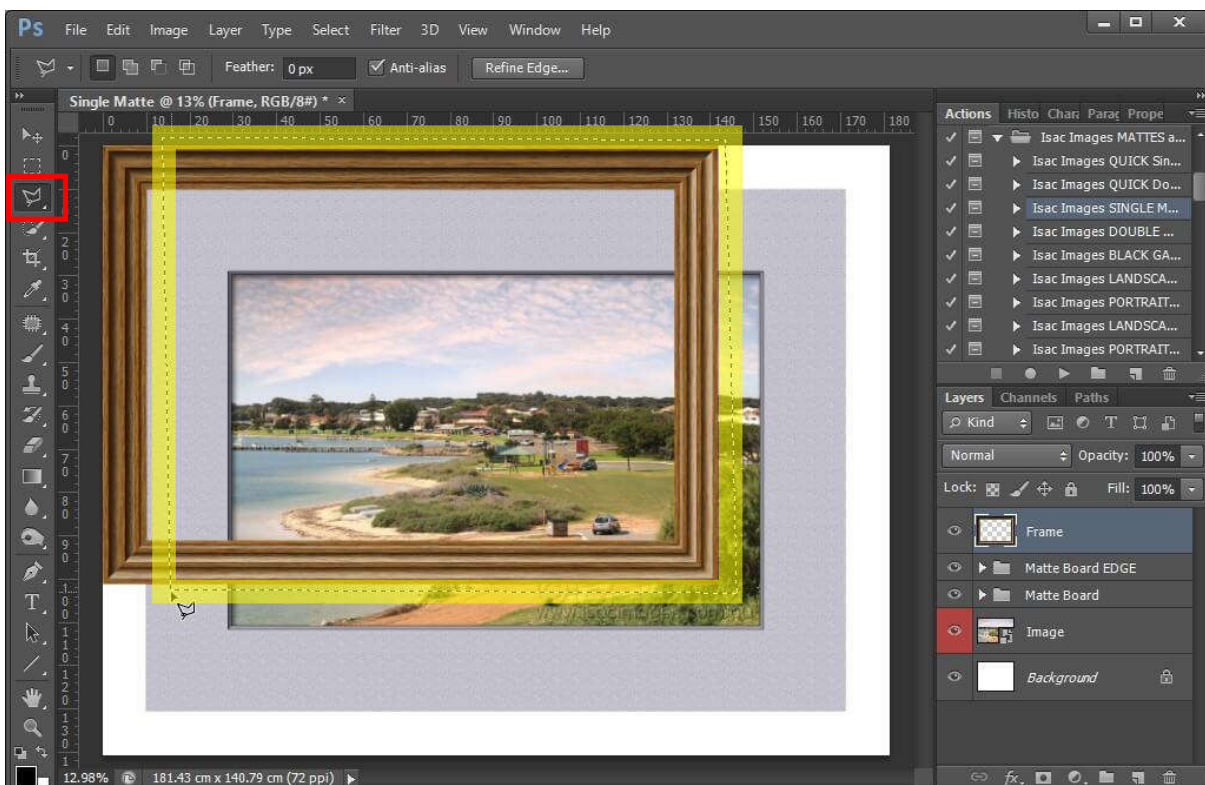 Ps File Edit Image Layer Type Select Filter 3D View Window Help
Feather: 0 px Anti-alias Refine Edge...
Single Matte @ 13% (Frame, RGB/8#) * ×
0 10 20 30 40 50 60 70 80 90 100 110 120 130 140 150 160 170 180
Actions Histo Chara Parag Prope
Isac Images MATTES a...
Isac Images QUICK Sin...
Isac Images QUICK Do...
Isac Images SINGLE M...
Isac Images DOUBLE ...
Isac Images BLACK GA...
Isac Images LANDSCA...
Isac Images PORTRAIT...
Isac Images LANDSCA...
Isac Images PORTRAIT...
Layers Channels Paths
Kind
Normal Opacity: 100%
Lock: Fill: 100%
Frame
Matte Board EDGE
Matte Board
Image
Background
12.98% 181.43 cm x 140.79 cm (72 ppi)
fx